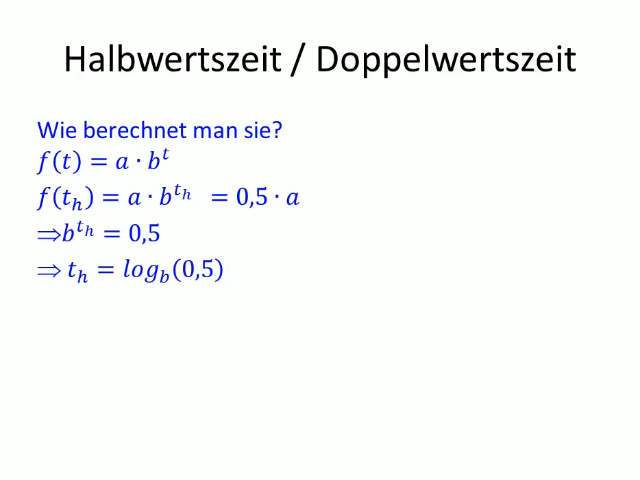 Halbwertszeit / Doppelwertszeit
Wie berechnet man sie?
f(t) = a · b^t
f(t_h) = a · b^{t_h} = 0,5 · a
⇒b^{t_h} = 0,5
⇒ t_h = log_b(0,5)